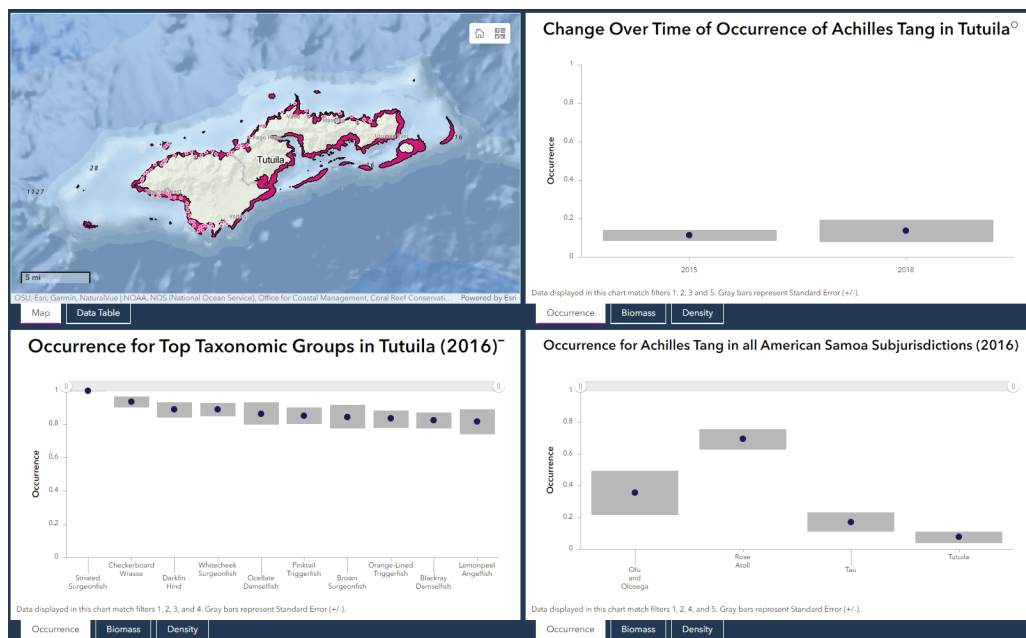 28
1127
16
16
Tutuila
5 mi
OSU, Esri, Garmin, NaturalVue | NOAA, NOS (National Ocean Service), Office for Coastal Management, Coral Reef Conservati...
Powered by Esri
Map
Data Table
Change Over Time of Occurrence of Achilles Tang in Tutuila○
1
0.8
0.6
0.4
0.2
0
Occurrence
2015
2018
Data displayed in this chart match filters 1, 2, 3 and 5. Gray bars represent Standard Error (+/-).
Occurrence
Biomass
Density
Occurrence for Top Taxonomic Groups in Tutuila (2016)‾
1
0.8
0.6
0.4
0.2
0
Occurrence
Striated
Surgeonfish
Checkerboard
Wrasse
Darkfin
Hind
Whitecheek
Surgeonfish
Ocellate
Damselfish
Pinktail
Triggerfish
Brown
Surgeonfish
Orange-Lined
Triggerfish
Blackray
Damselfish
Lemonpeel
Angelfish
Data displayed in this chart match filters 1, 2, 3, and 4. Gray bars represent Standard Error (+/-).
Occurrence
Biomass
Density
Occurrence for Achilles Tang in all American Samoa Subjurisdictions (2016)
1
0.8
0.6
0.4
0.2
0
Occurrence
Ofu
and
Olosega
Rose
Atoll
Tau
Tutuila
Data displayed in this chart match filters 1, 2, 4, and 5. Gray bars represent Standard Error (+/-).
Occurrence
Biomass
Density